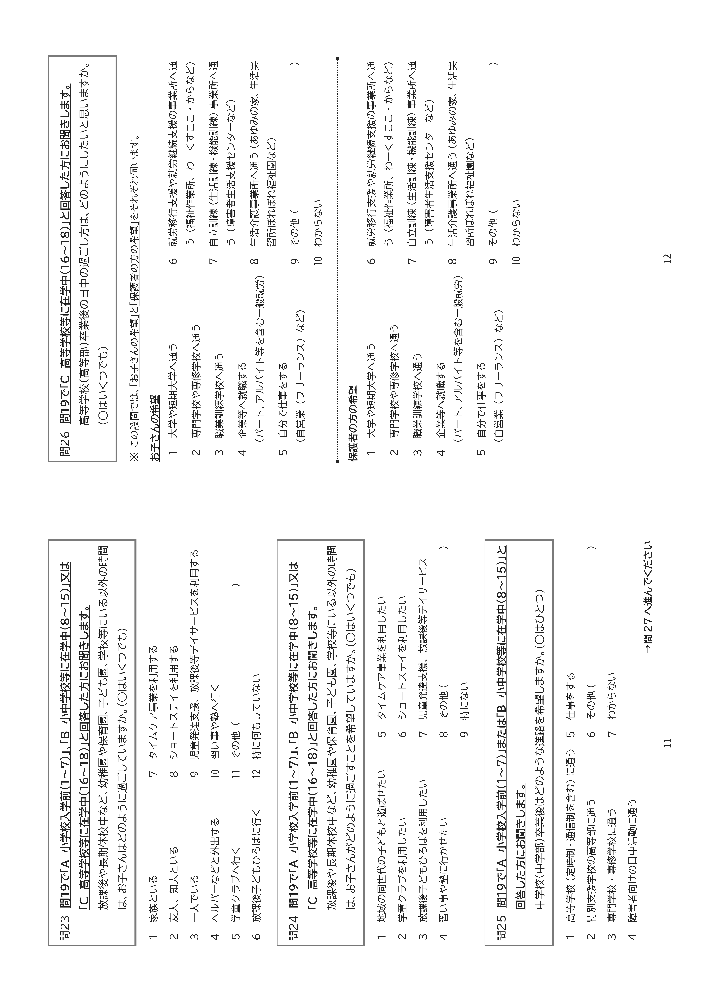 問23 問19で「A 小学校入学前(1～7)」、「B 小中学校等に在学中(8～15)」又は
「C 高等学校等に在学中(16～18)」と回答した方にお聞きします。
放課後や長期休校中など、幼稚園や保育園、子ども園、学校等にいる以外の時間
は、お子さんはどのように過ごしていますか。(〇はいくつでも)
1 家族といる
2 友人、知人といる
3 一人でいる
4 ヘルパーなどと外出する
5 学童クラブへ行く
6 放課後子どもひろばに行く
7 タイムケア事業を利用する
8 ショートステイを利用する
9 児童発達支援、放課後等デイサービスを利用する
10 習い事や塾へ行く
11 その他（ ）
12 特に何もしていない
問24 問19で「A 小学校入学前(1～7)」、「B 小中学校等に在学中(8～15)」又は
「C 高等学校等に在学中(16～18)」と回答した方にお聞きします。
放課後や長期休校中など、幼稚園や保育園、子ども園、学校等にいる以外の時間
は、お子さんがどのように過ごすことを希望していますか。(〇はいくつでも)
1 地域の同世代の子どもと遊ばせたい
2 学童クラブを利用したい
3 放課後子どもひろばを利用したい
4 習い事や塾に行かせたい
5 タイムケア事業を利用したい
6 ショートステイを利用したい
7 児童発達支援、放課後等デイサービス
8 その他（ ）
9 特にない
問25 問19で「A 小学校入学前(1～7)」または「B 小中学校等に在学中(8～15)」と
回答した方にお聞きします。
中学校(中学部)卒業後はどのような進路を希望しますか。(〇はひとつ)
1 高等学校（定時制・通信制を含む）に通う
2 特別支援学校の高等部に通う
3 専門学校・専修学校に通う
4 障害者向けの日中活動に通う
5 仕事をする
6 その他（ ）
7 わからない
→問 27 へ進んでください
11
問26 問19で「C 高等学校等に在学中(16～18)」と回答した方にお聞きします。
高等学校(高等部)卒業後の日中の過ごし方は、どのようにしたいと思いますか。
(〇はいくつでも)
※ この設問では、「お子さんの希望」と「保護者の方の希望」をそれぞれ伺います。
お子さんの希望
1 大学や短期大学へ通う
2 専門学校や専修学校へ通う
3 職業訓練学校へ通う
4 企業等へ就職する
（パート、アルバイト等を含む一般就労）
5 自分で仕事をする
（自営業（フリーランス）など）
6 就労移行支援や就労継続支援の事業所へ通
う（福祉作業所、わーくすここ・からなど）
7 自立訓練（生活訓練・機能訓練）事業所へ通
う（障害者生活支援センターなど）
8 生活介護事業所へ通う（あゆみの家、生活実
習所ぽれぽれ福祉園など）
9 その他（ ）
10 わからない
保護者の方の希望
1 大学や短期大学へ通う
2 専門学校や専修学校へ通う
3 職業訓練学校へ通う
4 企業等へ就職する
（パート、アルバイト等を含む一般就労）
5 自分で仕事をする
（自営業（フリーランス）など）
6 就労移行支援や就労継続支援の事業所へ通
う（福祉作業所、わーくすここ・からなど）
7 自立訓練（生活訓練・機能訓練）事業所へ通
う（障害者生活支援センターなど）
8 生活介護事業所へ通う（あゆみの家、生活実
習所ぽれぽれ福祉園など）
9 その他（ ）
10 わからない
12